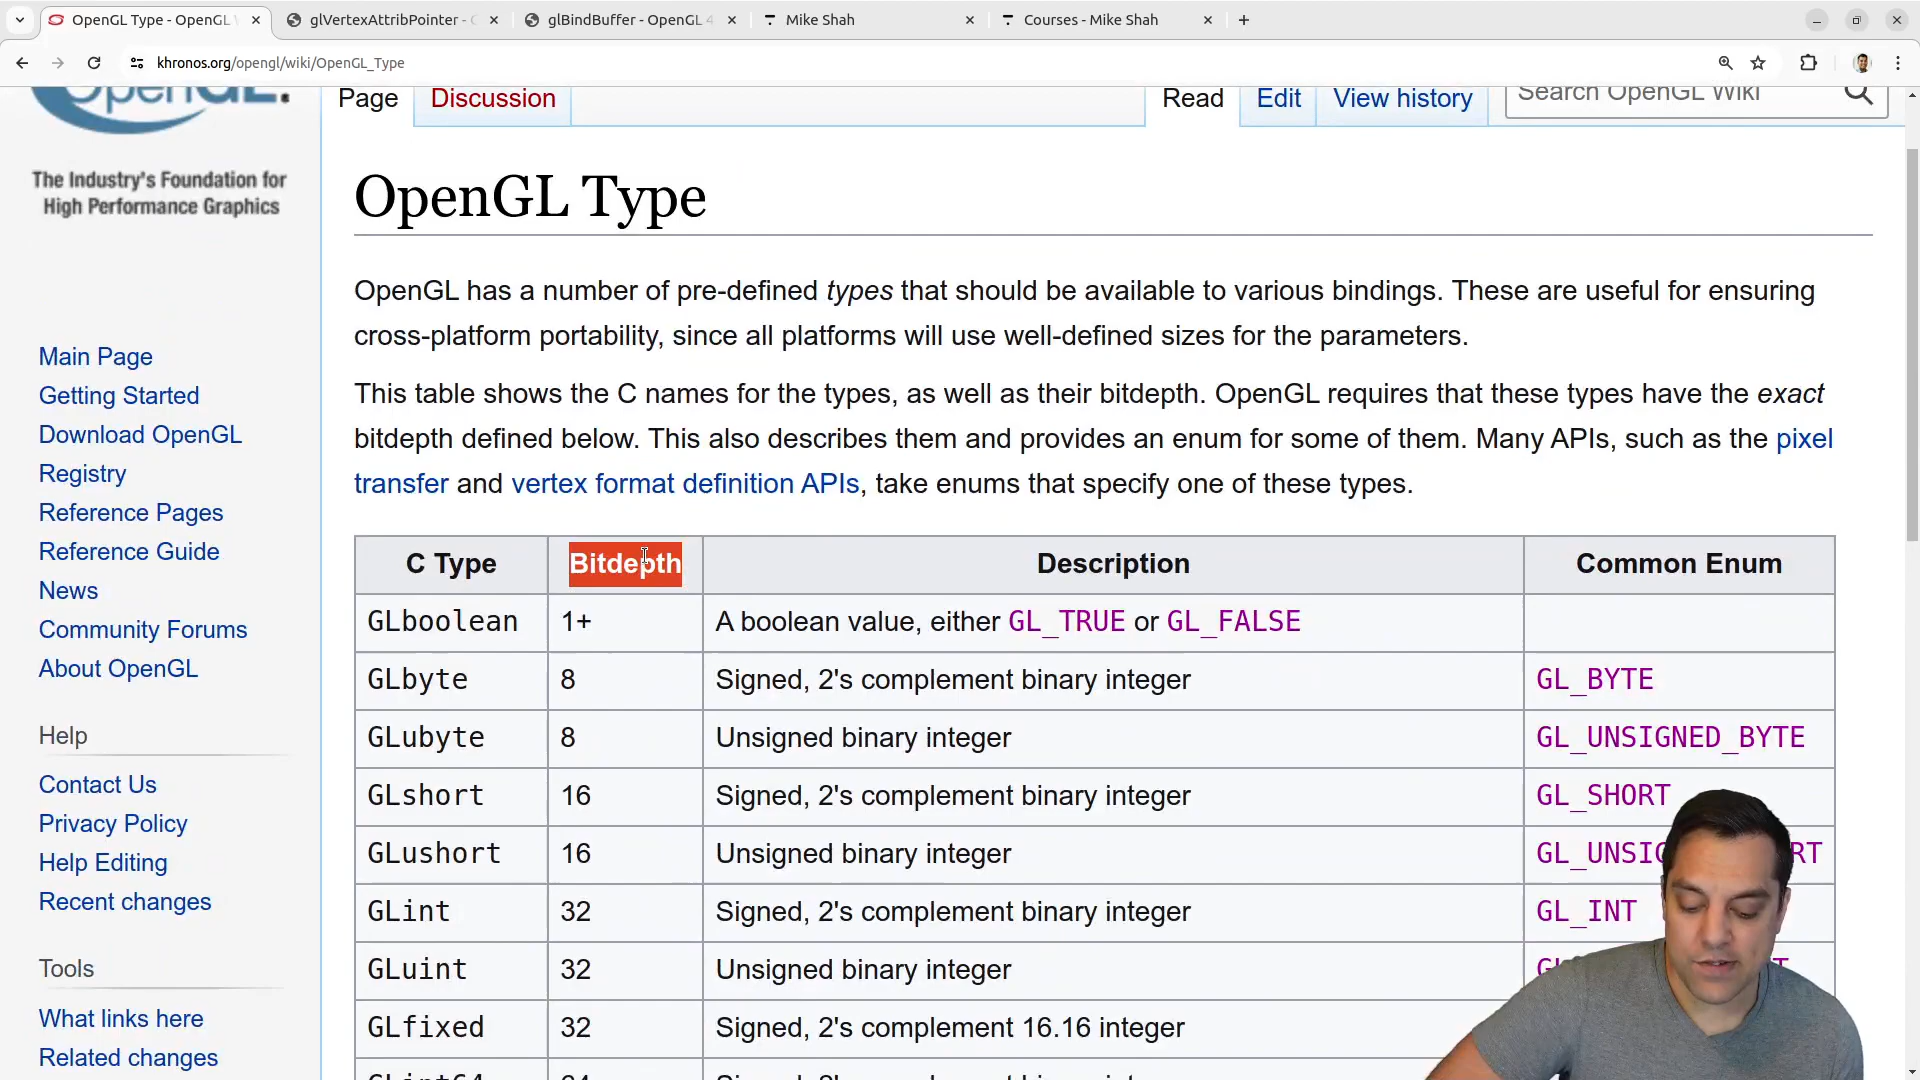 OpenGL Type - OpenGL
glVertexAttribPointer -
glBindBuffer - OpenGL 4
Mike Shah
Courses - Mike Shah
khronos.org/opengl/wiki/OpenGL_Type
OpenGL.
The Industry's Foundation for
High Performance Graphics
Main Page
Getting Started
Download OpenGL
Registry
Reference Pages
Reference Guide
News
Community Forums
About OpenGL
Help
Contact Us
Privacy Policy
Help Editing
Recent changes
Tools
What links here
Related changes
Page Discussion Read Edit View history Search OpenGL Wiki
OpenGL Type
OpenGL has a number of pre-defined types that should be available to various bindings. These are useful for ensuring
cross-platform portability, since all platforms will use well-defined sizes for the parameters.
This table shows the C names for the types, as well as their bitdepth. OpenGL requires that these types have the exact
bitdepth defined below. This also describes them and provides an enum for some of them. Many APIs, such as the pixel
transfer and vertex format definition APIs, take enums that specify one of these types.
C Type Bitdepth Description Common Enum
GLboolean 1+ A boolean value, either GL_TRUE or GL_FALSE
GLbyte 8 Signed, 2's complement binary integer GL_BYTE
GLubyte 8 Unsigned binary integer GL_UNSIGNED_BYTE
GLshort 16 Signed, 2's complement binary integer GL_SHORT
GLushort 16 Unsigned binary integer
GLint 32 Signed, 2's complement binary integer GL_INT
GLuint 32 Unsigned binary integer
GLfixed 32 Signed, 2's complement 16.16 integer